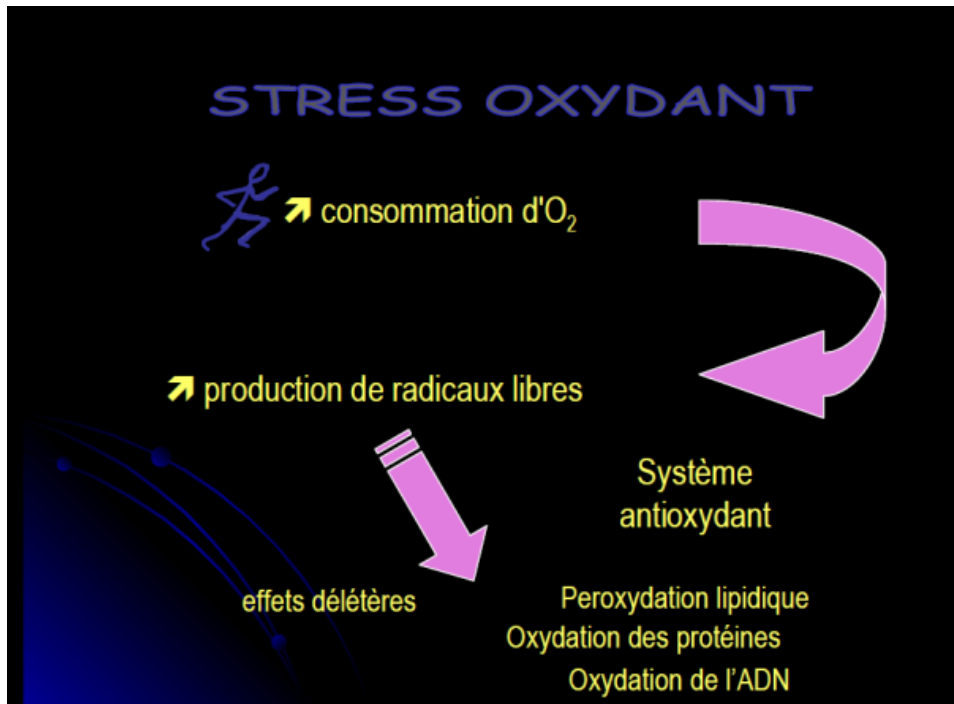 STRESS OXYDANT
↗ consommation d'O₂
↗ production de radicaux libres
Système
antioxydant
effets délétères
Peroxydation lipidique
Oxydation des protéines
Oxydation de l’ADN